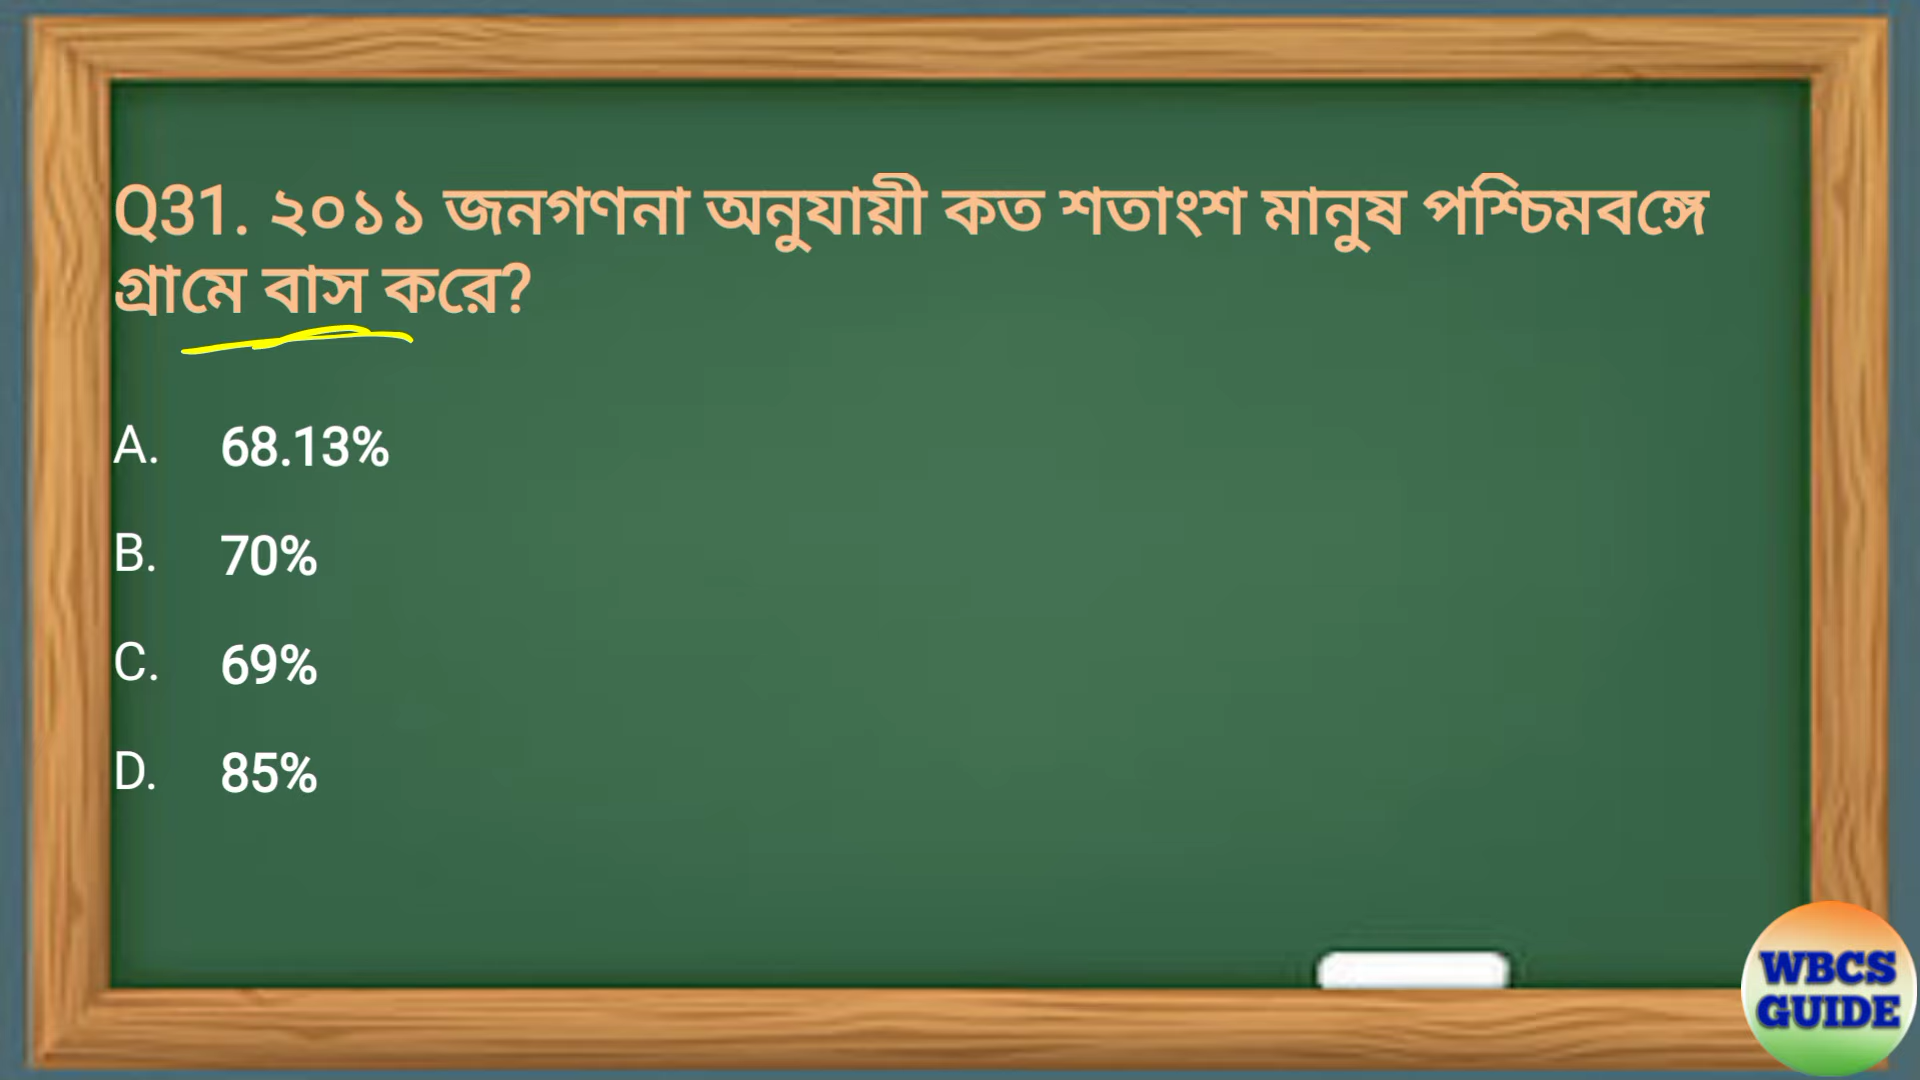 Q31. ২০১১ জনগণনা অনুযায়ী কত শতাংশ মানুষ পশ্চিমবঙ্গে
গ্রামে বাস করে?
A. 68.13%
B. 70%
C. 69%
D. 85%
WBCS
GUIDE